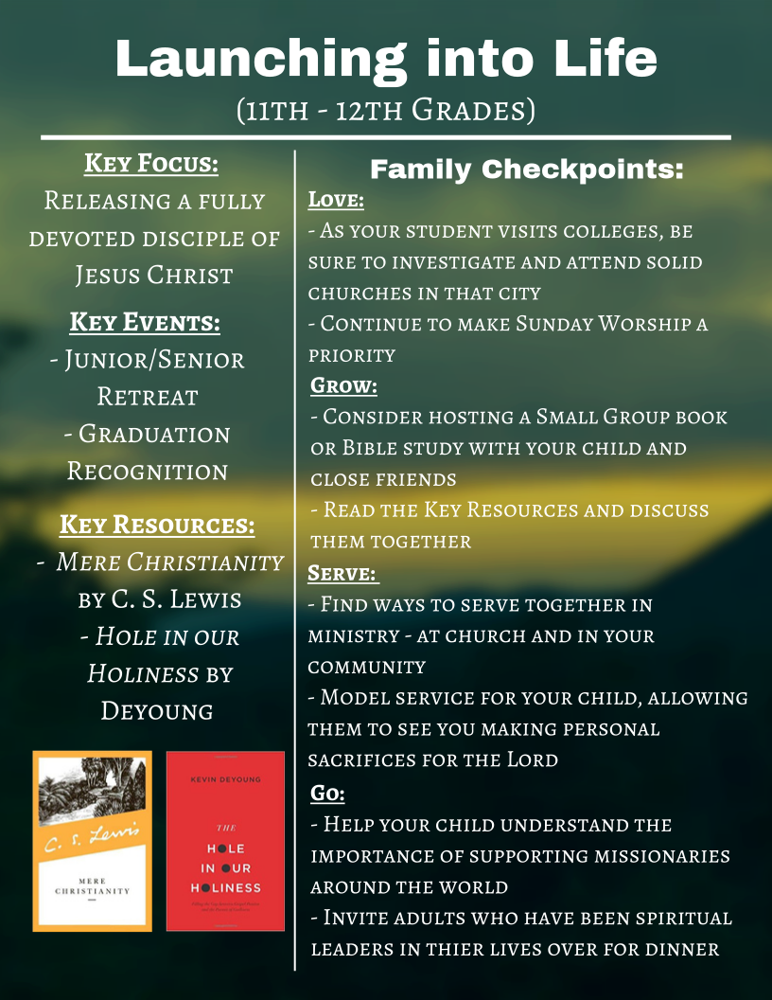 Launching into Life
(11th - 12th Grades)
Key Focus:
Releasing a fully
devoted disciple of
Jesus Christ
Key Events:
- Junior/Senior
Retreat
- Graduation
Recognition
Key Resources:
- Mere Christianity
by C. S. Lewis
- Hole in our
Holiness by
Deyoung
C. S. Lewis
MERE
CHRISTIANITY
KEVIN DEYOUNG
THE
HOLE
IN OUR
HOLINESS
Family Checkpoints:
Love:
- As your student visits colleges, be
sure to investigate and attend solid
churches in that city
- Continue to make Sunday Worship a
priority
Grow:
- Consider hosting a Small Group book
or Bible study with your child and
close friends
- Read the Key Resources and discuss
them together
Serve:
- Find ways to serve together in
ministry - at church and in your
community
- Model service for your child, allowing
them to see you making personal
sacrifices for the Lord
Go:
- Help your child understand the
importance of supporting missionaries
around the world
- Invite adults who have been spiritual
leaders in thier lives over for dinner